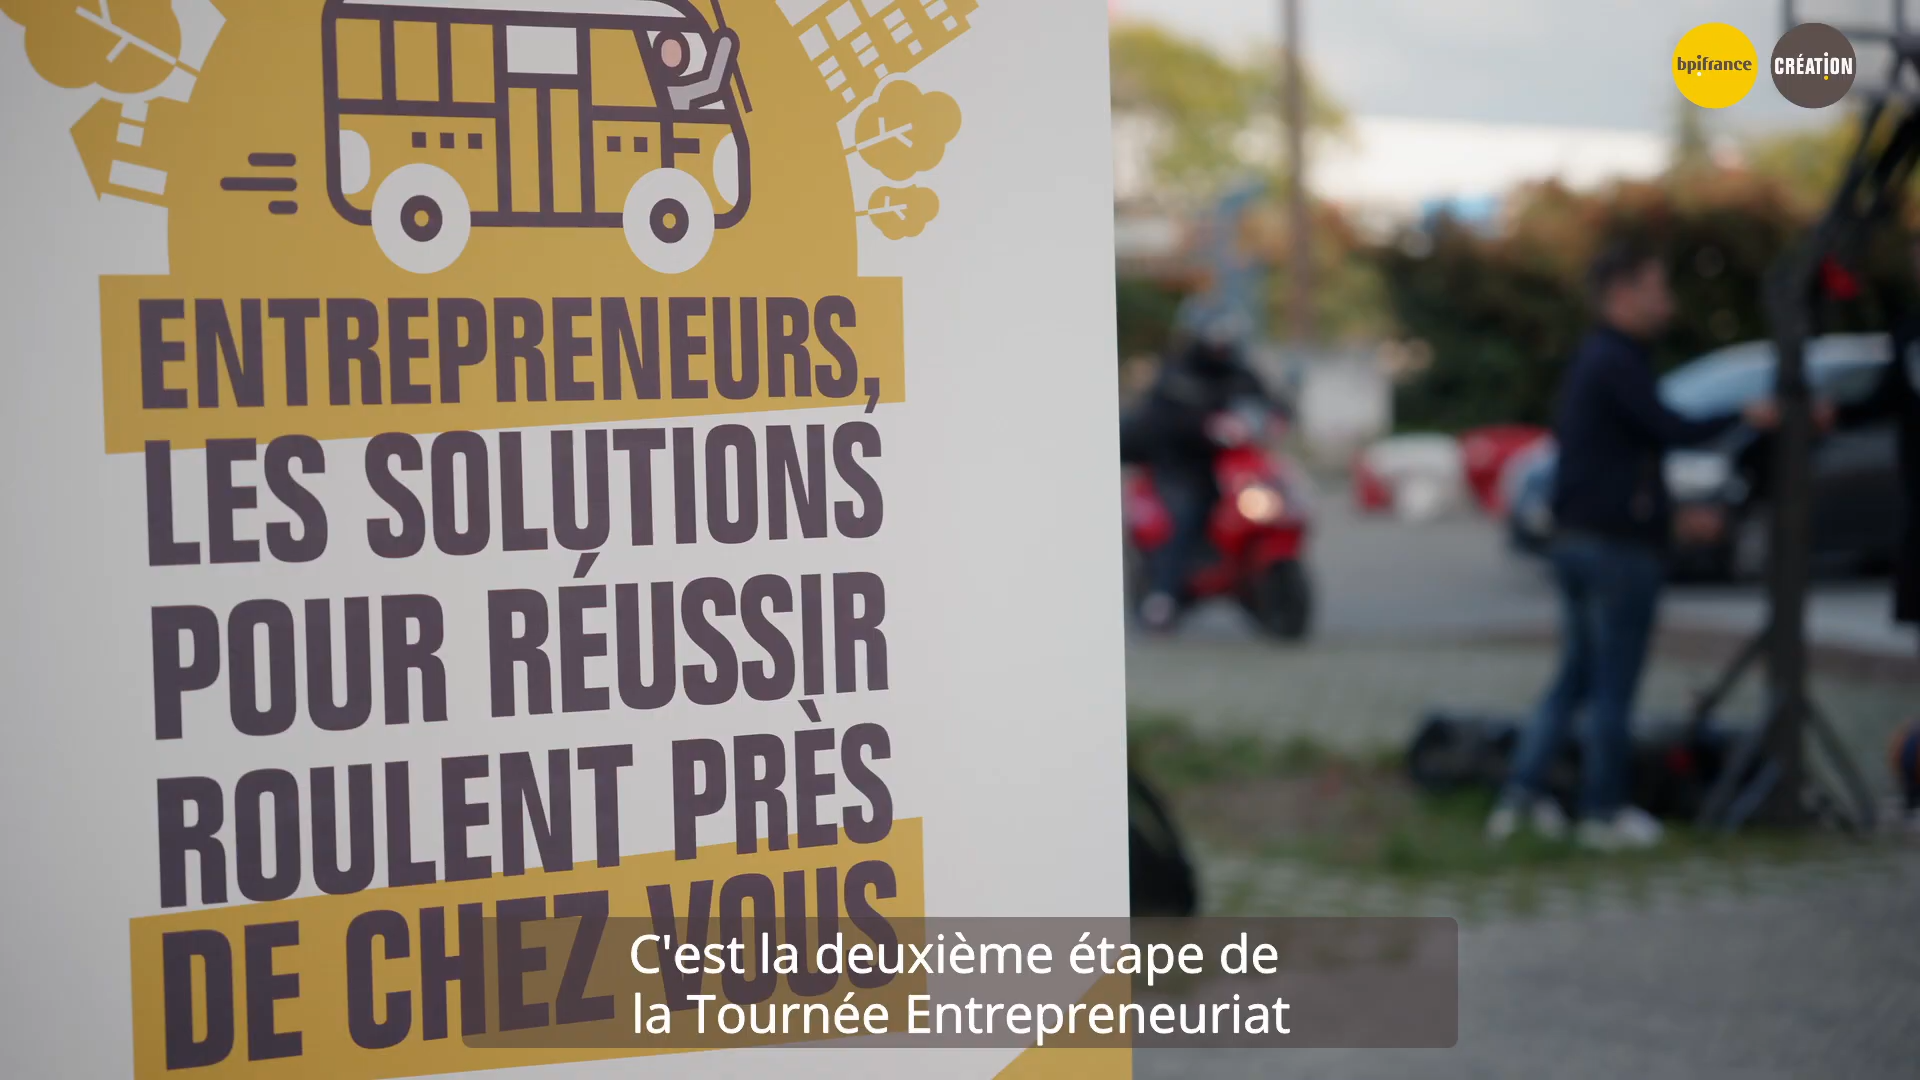 bpifrance
CRÉATION
ENTREPRENEURS,
LES SOLUTIONS
POUR RÉUSSIR
ROULENT PRÈS
DE CHEZ VOUS
C'est la deuxième étape de
la Tournée Entrepreneuriat